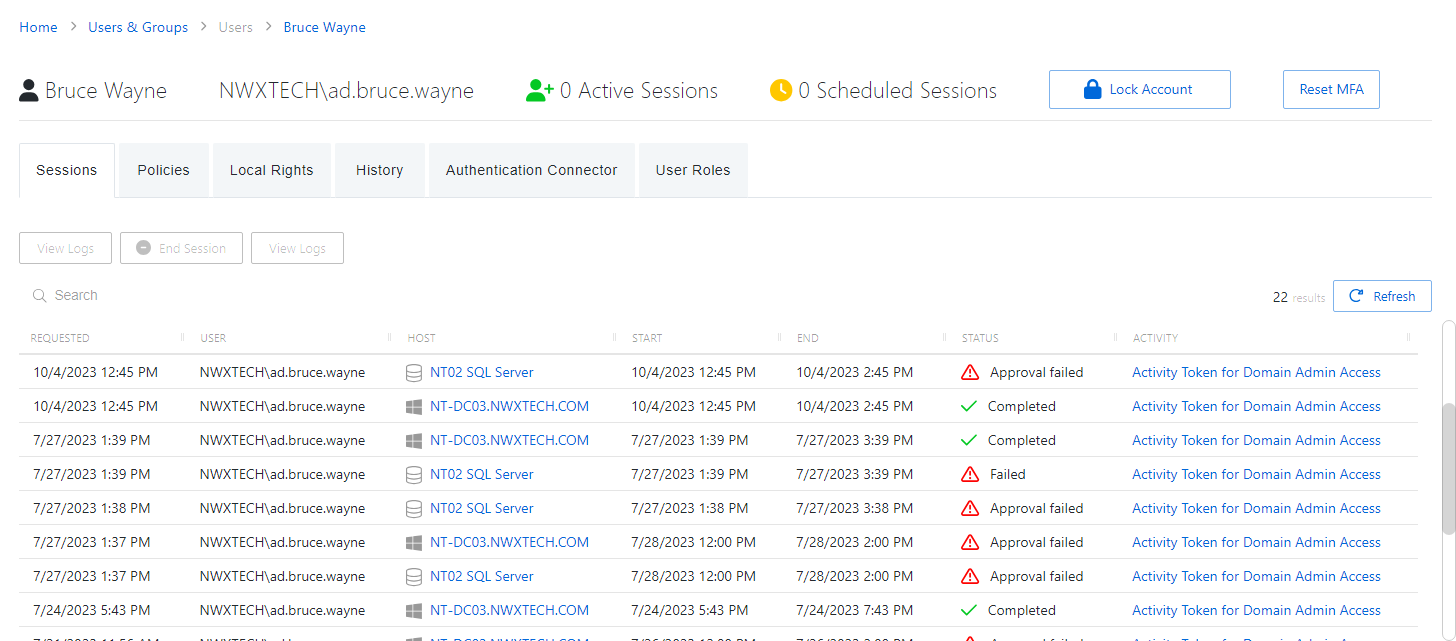 Home > Users & Groups > Users > Bruce Wayne
Bruce Wayne NWXTECH\ad.bruce.wayne 0 Active Sessions 0 Scheduled Sessions Lock Account Reset MFA
Sessions Policies Local Rights History Authentication Connector User Roles
View Logs End Session View Logs
Search 22 results Refresh
REQUESTED USER HOST START END STATUS ACTIVITY
10/4/2023 12:45 PM NWXTECH\ad.bruce.wayne NT02 SQL Server 10/4/2023 12:45 PM 10/4/2023 2:45 PM Approval failed Activity Token for Domain Admin Access
10/4/2023 12:45 PM NWXTECH\ad.bruce.wayne NT-DC03.NWXTECH.COM 10/4/2023 12:45 PM 10/4/2023 2:45 PM Completed Activity Token for Domain Admin Access
7/27/2023 1:39 PM NWXTECH\ad.bruce.wayne NT-DC03.NWXTECH.COM 7/27/2023 1:39 PM 7/27/2023 3:39 PM Completed Activity Token for Domain Admin Access
7/27/2023 1:39 PM NWXTECH\ad.bruce.wayne NT02 SQL Server 7/27/2023 1:39 PM 7/27/2023 3:39 PM Failed Activity Token for Domain Admin Access
7/27/2023 1:38 PM NWXTECH\ad.bruce.wayne NT02 SQL Server 7/27/2023 1:38 PM 7/27/2023 3:38 PM Approval failed Activity Token for Domain Admin Access
7/27/2023 1:37 PM NWXTECH\ad.bruce.wayne NT-DC03.NWXTECH.COM 7/28/2023 12:00 PM 7/28/2023 2:00 PM Approval failed Activity Token for Domain Admin Access
7/27/2023 1:37 PM NWXTECH\ad.bruce.wayne NT02 SQL Server 7/28/2023 12:00 PM 7/28/2023 2:00 PM Approval failed Activity Token for Domain Admin Access
7/24/2023 5:43 PM NWXTECH\ad.bruce.wayne NT-DC03.NWXTECH.COM 7/24/2023 5:43 PM 7/24/2023 7:43 PM Completed Activity Token for Domain Admin Access